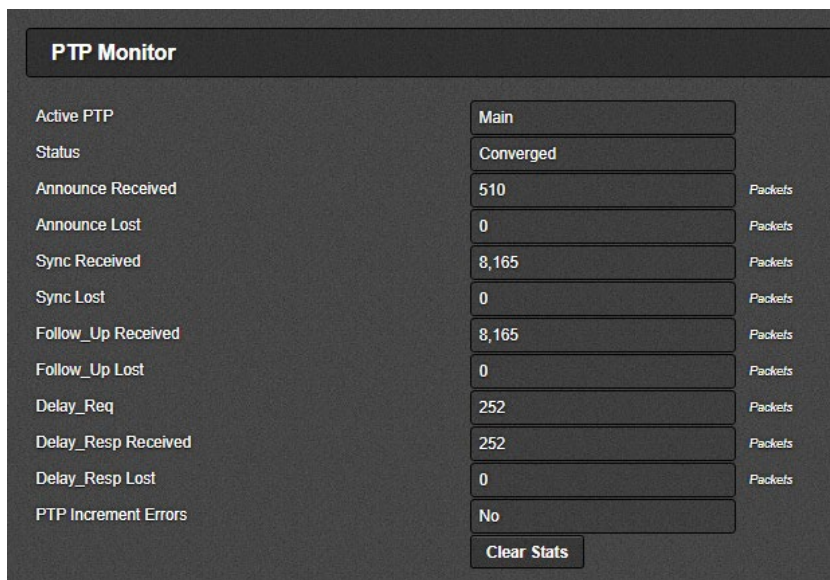 PTP Monitor
Active PTP Main
Status Converged
Announce Received 510 Packets
Announce Lost 0 Packets
Sync Received 8,165 Packets
Sync Lost 0 Packets
Follow_Up Received 8,165 Packets
Follow_Up Lost 0 Packets
Delay_Req 252 Packets
Delay_Resp Received 252 Packets
Delay_Resp Lost 0 Packets
PTP Increment Errors No
Clear Stats